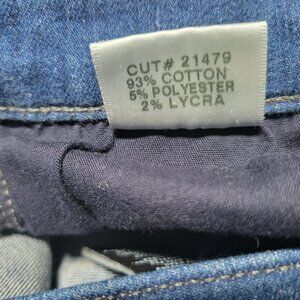 CUT# 21479
93% COTTON
5% POLYESTER
2% LYCRA